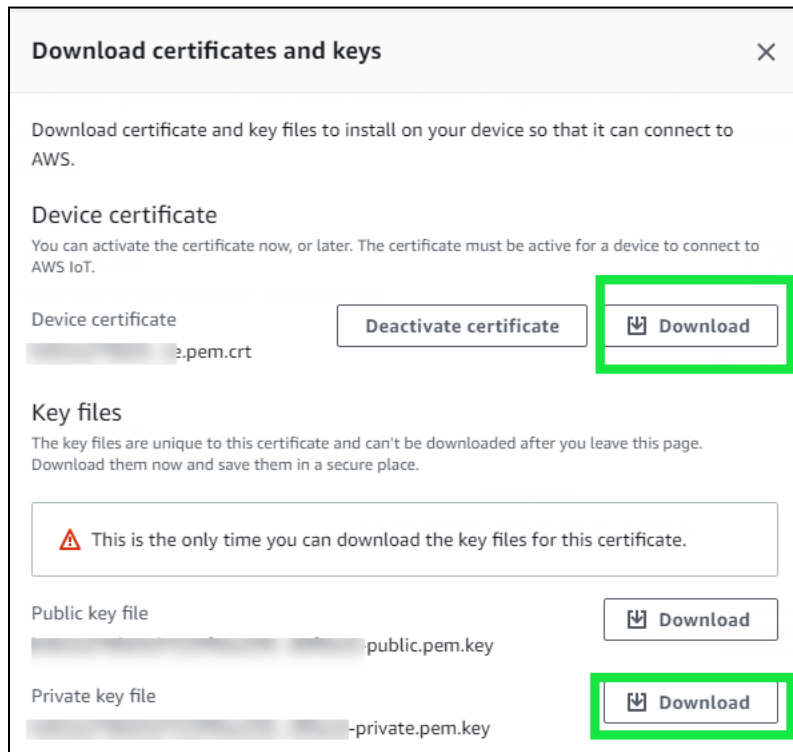 Download certificates and keys
Download certificate and key files to install on your device so that it can connect to
AWS.
Device certificate
You can activate the certificate now, or later. The certificate must be active for a device to connect to
AWS IoT.
Device certificate
Deactivate certificate
Download
e.pem.crt
Key files
The key files are unique to this certificate and can't be downloaded after you leave this page.
Download them now and save them in a secure place.
This is the only time you can download the key files for this certificate.
Public key file
Download
-public.pem.key
Private key file
Download
-private.pem.key